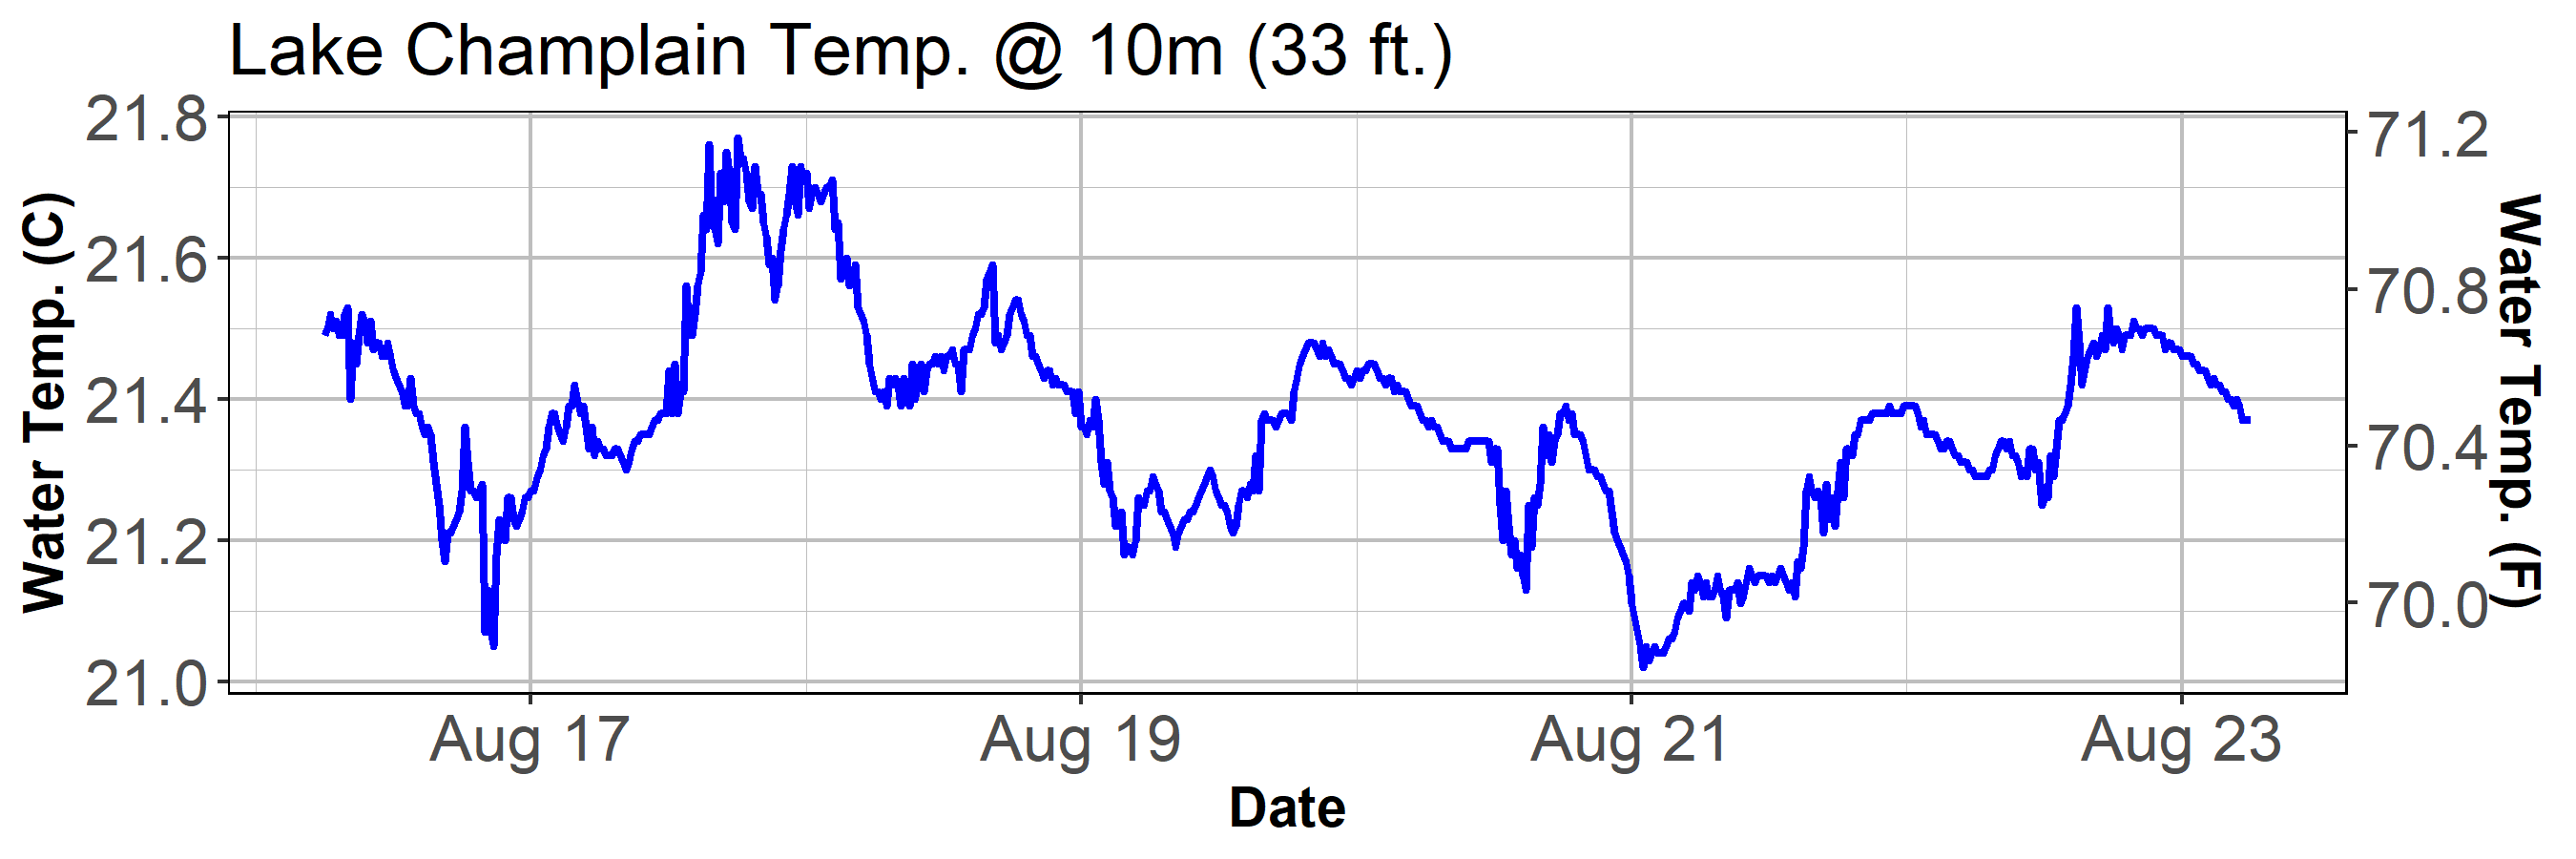 Lake Champlain Temp. @ 10m (33 ft.)
Water Temp. (C)
21.8
21.6
21.4
21.2
21.0
71.2
70.8
70.4
70.0
Water Temp. (F)
Aug 17
Aug 19
Aug 21
Aug 23
Date